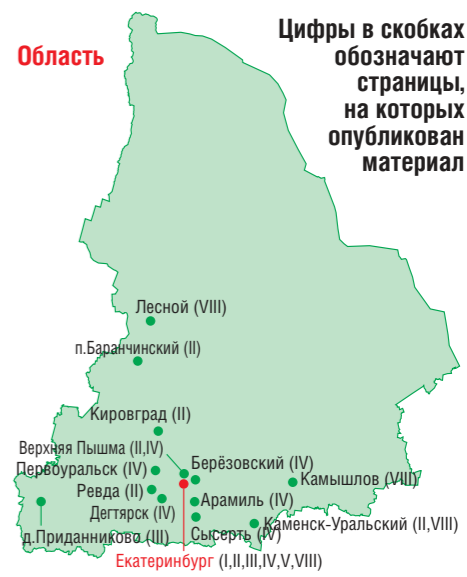 Область
Цифры в скобках
обозначают
страницы,
на которых
опубликован
материал
Лесной (VIII)
п.Баранчинский (II)
Кировград (II)
Верхняя Пышма (II,IV)
Берёзовский (IV)
Первоуральск (IV)
Камышлов (VIII)
Ревда (II)
Арамиль (IV)
Дегтярск (IV)
Каменск-Уральский (II,VIII)
Сысерть (IV)
д.Приданниково (III)
Екатеринбург (I,II,III,IV,V,VIII)